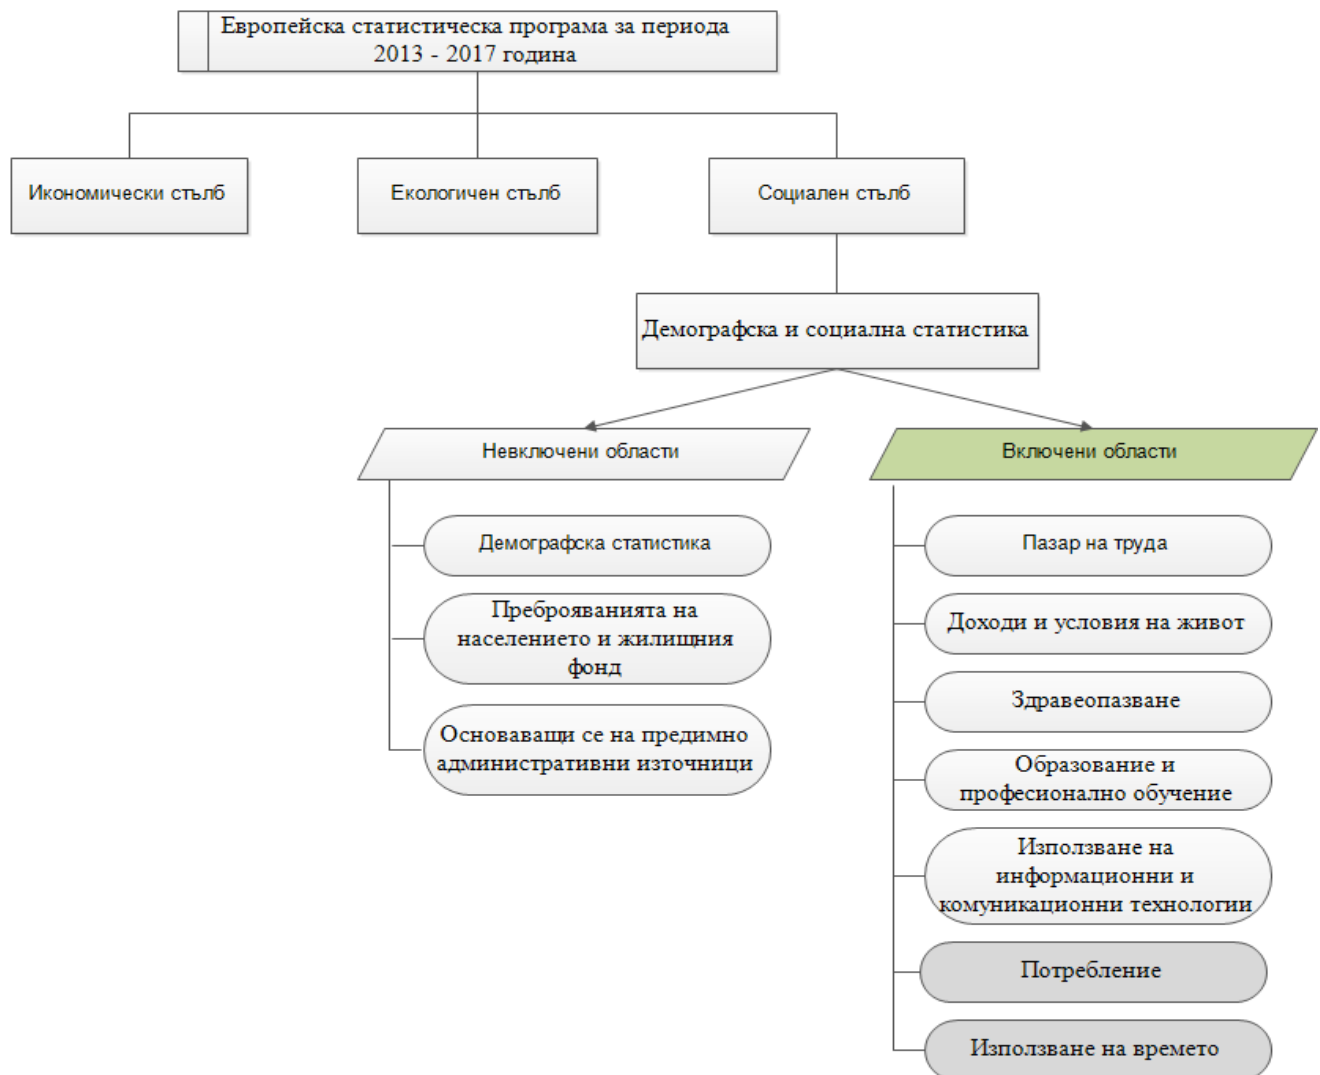 Европейска статистическа програма за периода
2013 - 2017 година
Икономически стълб
Екологичен стълб
Социален стълб
Демографска и социална статистика
Невключени области
Включени области
Демографска статистика
Преброяванията на
населението и жилищния
фонд
Основаващи се на предимно
административни източници
Пазар на труда
Доходи и условия на живот
Здравеопазване
Образование и
професионално обучение
Използване на
информационни и
комуникационни технологии
Потребление
Използване на времето